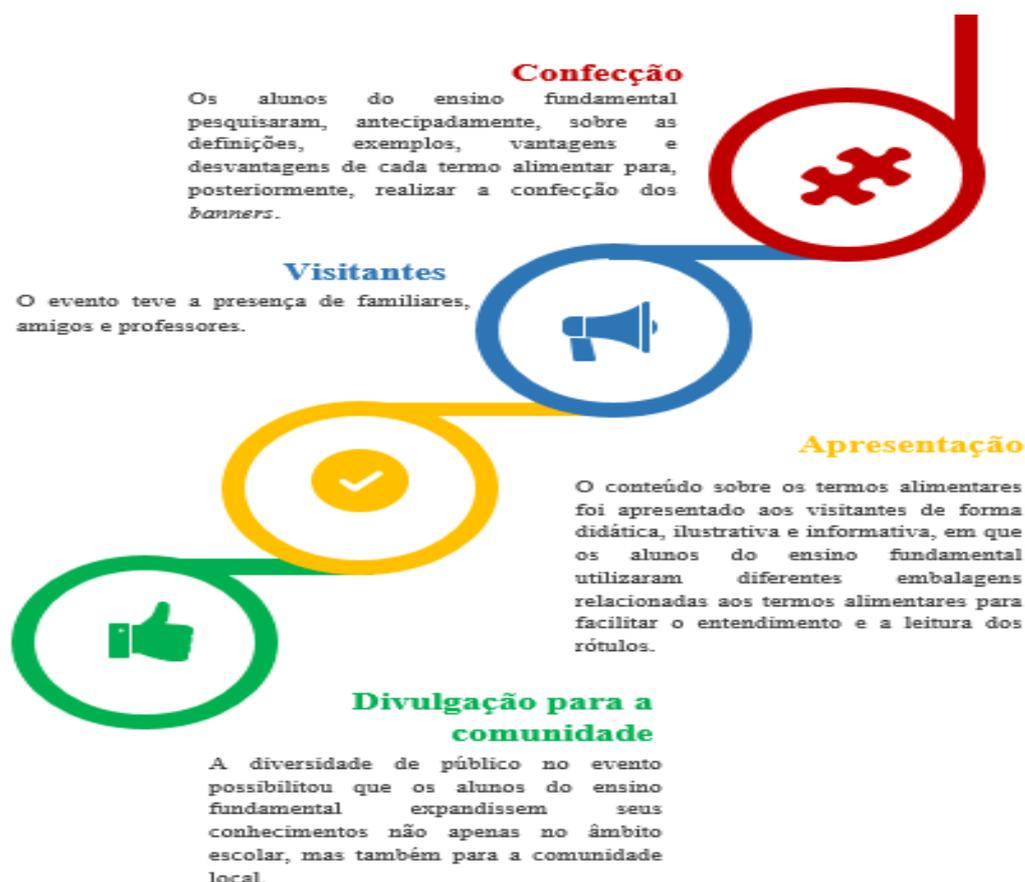 Confecção
Os alunos do ensino fundamental
pesquisaram, antecipadamente, sobre as
definições, exemplos, vantagens e
desvantagens de cada termo alimentar para,
posteriormente, realizar a confecção dos
banners.
Visitantes
O evento teve a presença de familiares,
amigos e professores.
Apresentação
O conteúdo sobre os termos alimentares
foi apresentado aos visitantes de forma
didática, ilustrativa e informativa, em que
os alunos do ensino fundamental
utilizaram diferentes embalagens
relacionadas aos termos alimentares para
facilitar o entendimento e a leitura dos
rótulos.
Divulgação para a
comunidade
A diversidade de público no evento
possibilitou que os alunos do ensino
fundamental expandissem seus
conhecimentos não apenas no âmbito
escolar, mas também para a comunidade
local.